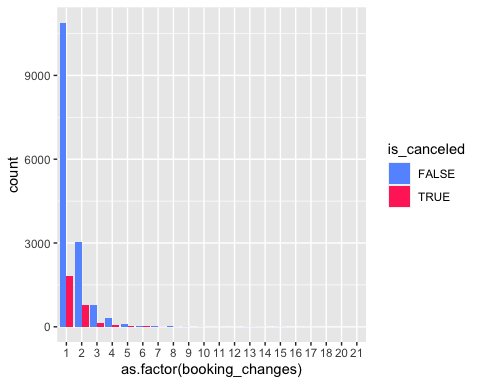 9000
6000
3000
0
count
1 2 3 4 5 6 7 8 9 10 11 12 13 14 15 16 17 18 19 20 21
as.factor(booking_changes)
is_canceled
FALSE
TRUE